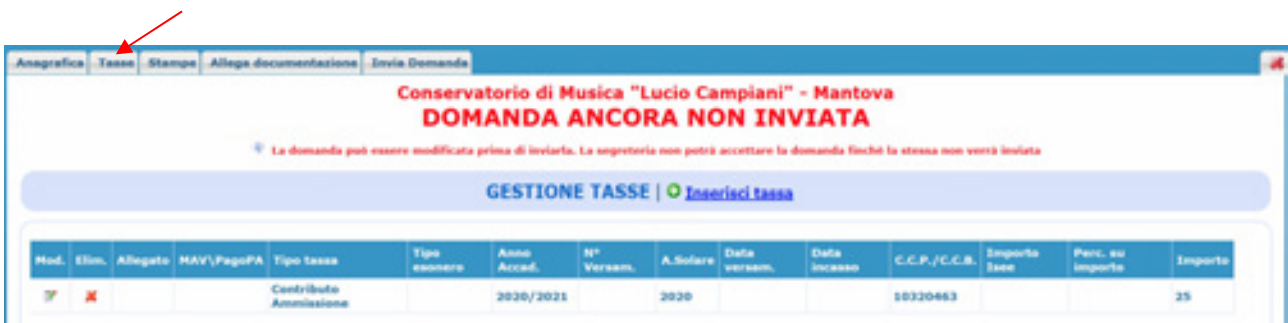 Anagrafica Tasse Stampe Allega documentazione Invia Domanda
Conservatorio di Musica "Lucio Campiani" - Mantova
DOMANDA ANCORA NON INVIATA
La domanda può essere modificata prima di inviarla. La segreteria non potrà accettare la domanda finché la stessa non verrà inviata
GESTIONE TASSE | Inserisci tassa
Mod. Elim. Allegato MAV\PagoPA Tipo tassa Tipo esonero Anno Accad. N° Versam. A.Solare Data versam. Data incasso C.C.P./C.C.B. Importo Isee Perc. su importo Importo
Contributo Ammissione 2020/2021 2020 10320463 25